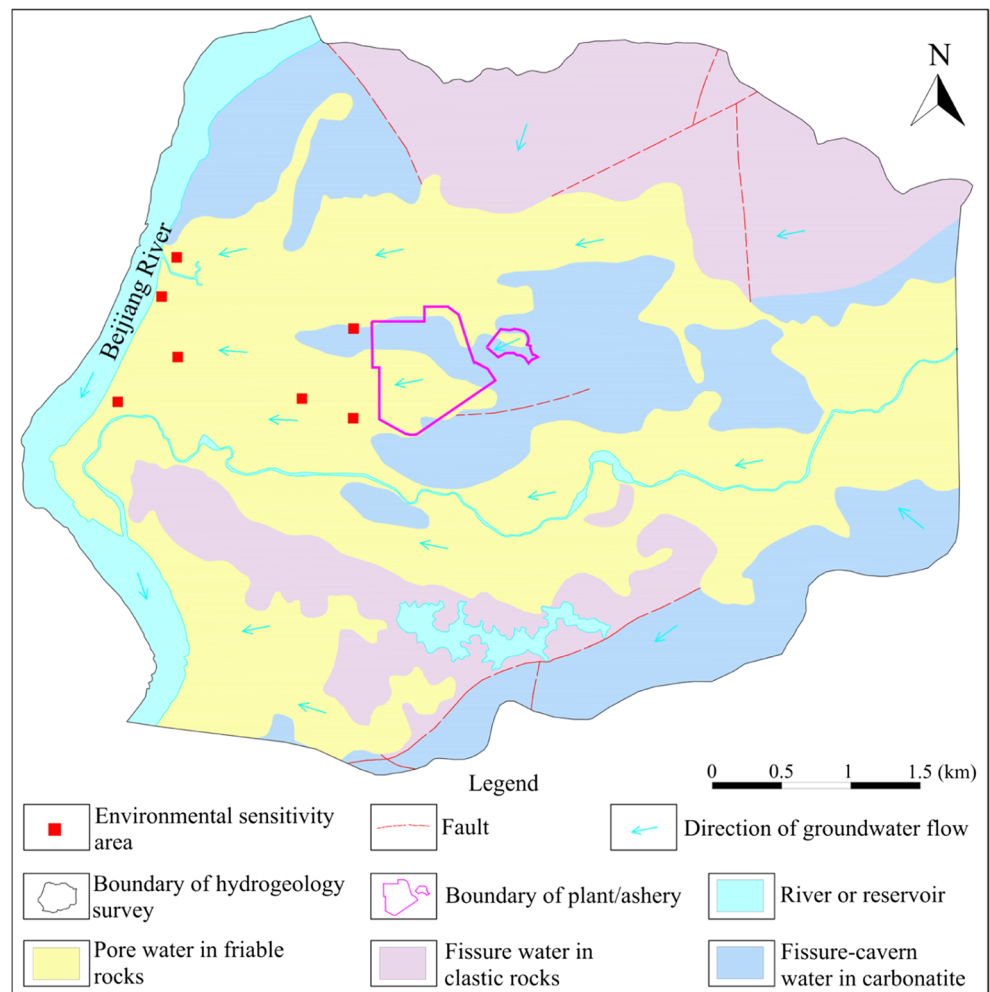 N
Beijiang River
0 0.5 1 1.5 (km)
Legend
Environmental sensitivity
area
Fault
Direction of groundwater flow
Boundary of hydrogeology
survey
Boundary of plant/ashery
River or reservoir
Pore water in friable
rocks
Fissure water in
clastic rocks
Fissure-cavern
water in carbonatite